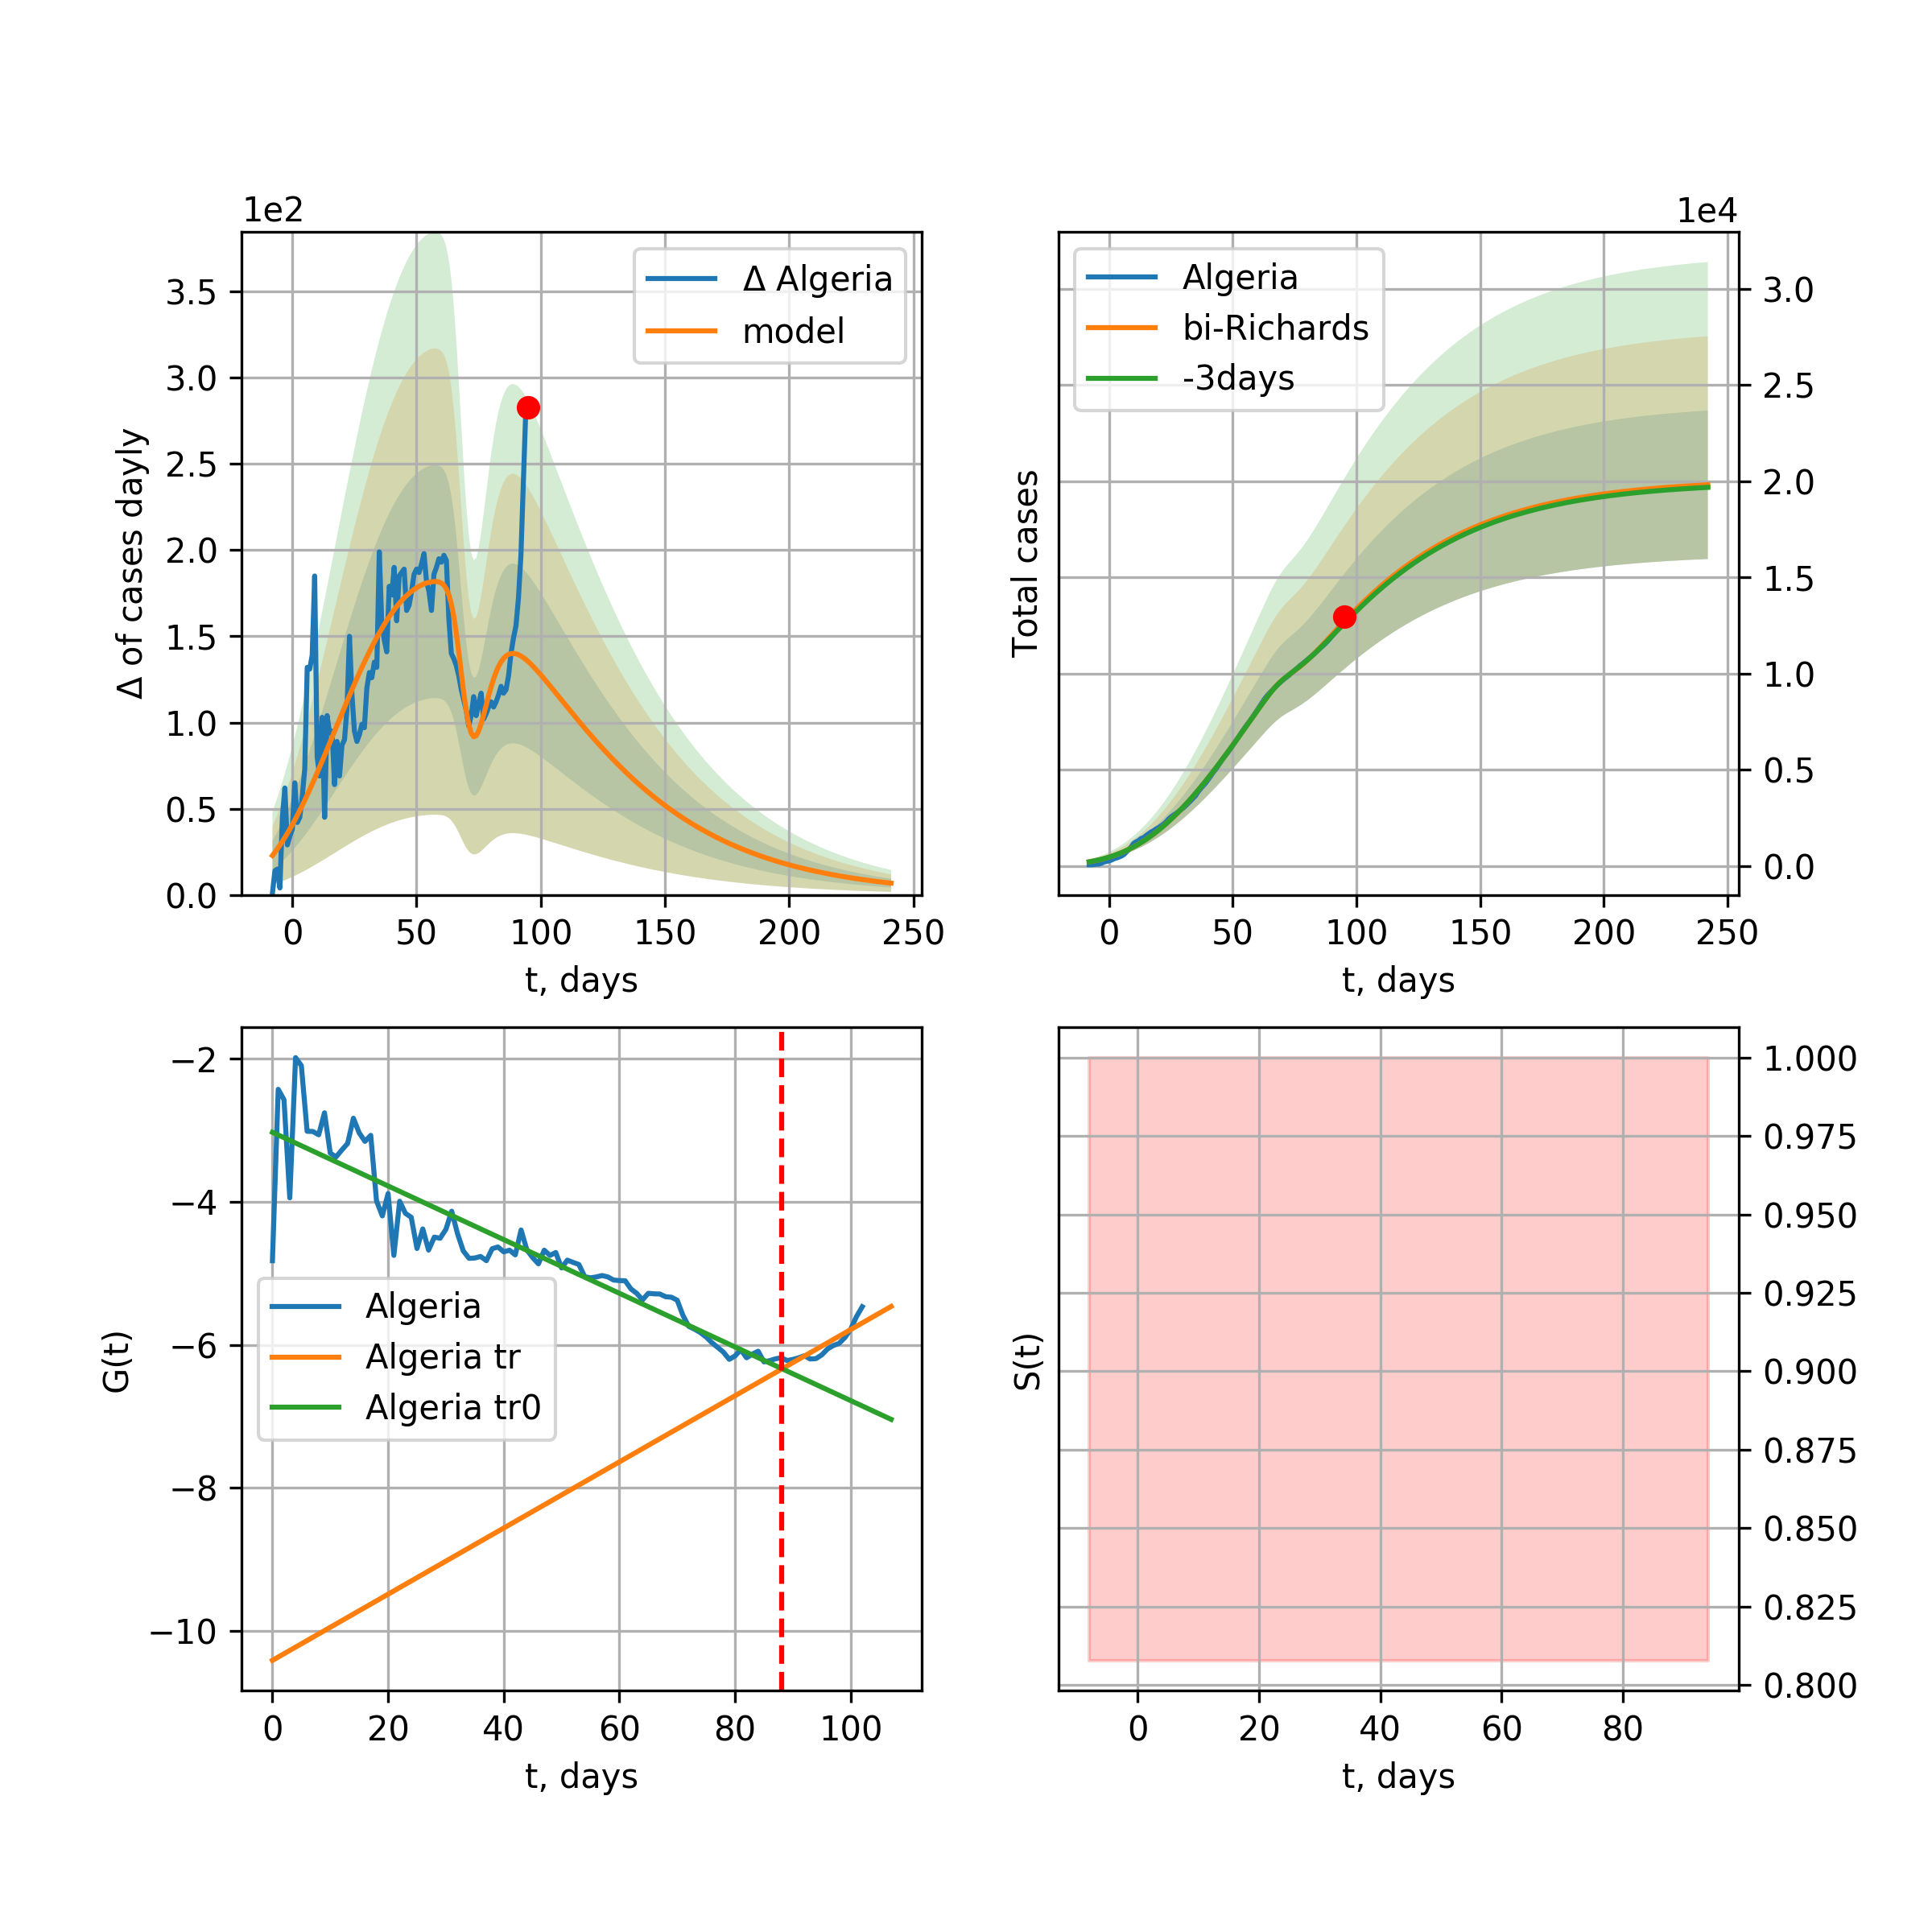 1e2
Δ of cases dayly
3.5
3.0
2.5
2.0
1.5
1.0
0.5
0.0
Δ Algeria
model
0 50 100 150 200 250
t, days
1e4
Total cases
Algeria
bi-Richards
-3days
3.0
2.5
2.0
1.5
1.0
0.5
0.0
0 50 100 150 200 250
t, days
G(t)
−2
−4
−6
−8
−10
Algeria
Algeria tr
Algeria tr0
0 20 40 60 80 100
t, days
S(t)
1.000
0.975
0.950
0.925
0.900
0.875
0.850
0.825
0.800
0 20 40 60 80
t, days